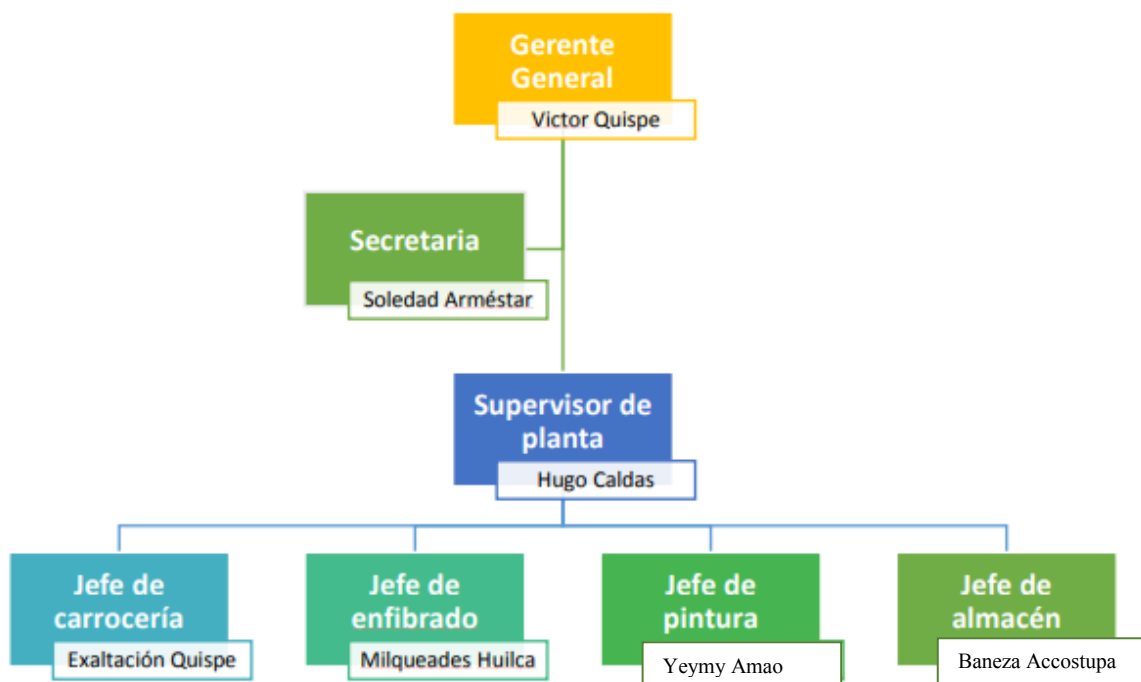 Gerente
General
Victor Quispe
Secretaria
Soledad Arméstar
Supervisor de
planta
Hugo Caldas
Jefe de
carrocería
Exaltación Quispe
Jefe de
enfibrado
Milqueades Huilca
Jefe de
pintura
Yeymy Amao
Jefe de
almacén
Baneza Accostupa